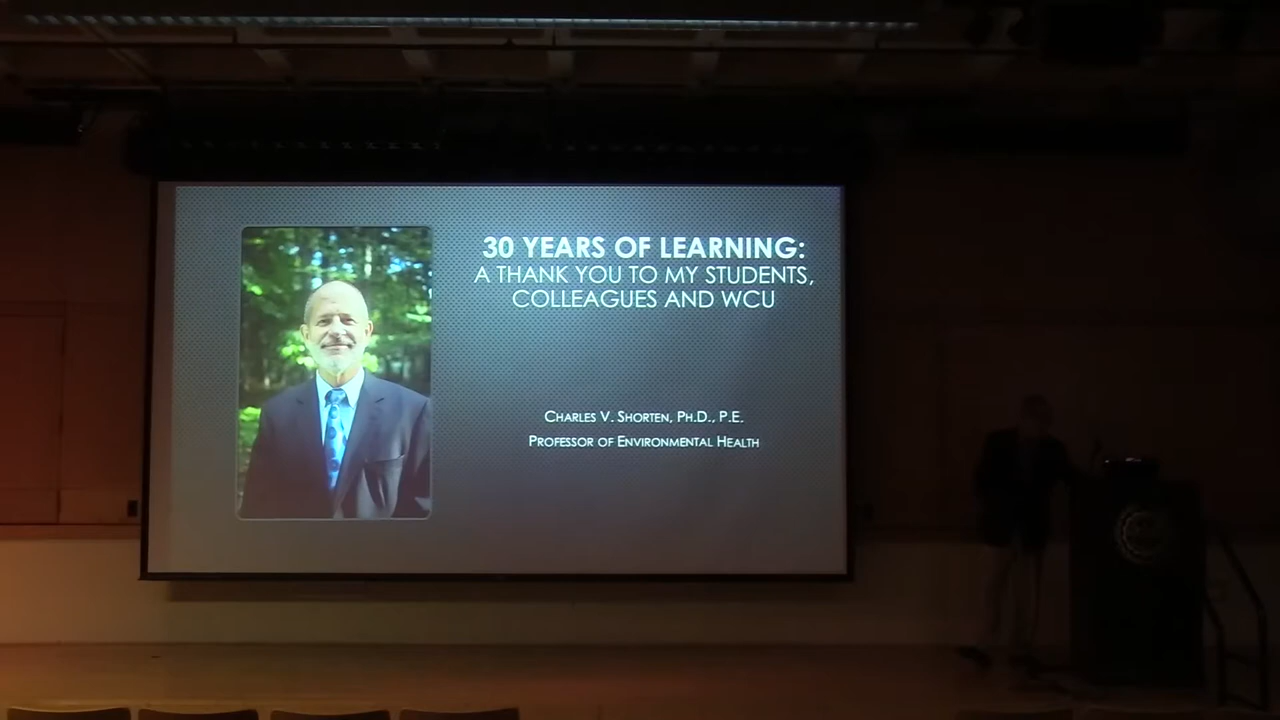 30 YEARS OF LEARNING:
A THANK YOU TO MY STUDENTS,
COLLEAGUES AND WCU
CHARLES V. SHORTEN, PH.D., P.E.
PROFESSOR OF ENVIRONMENTAL HEALTH